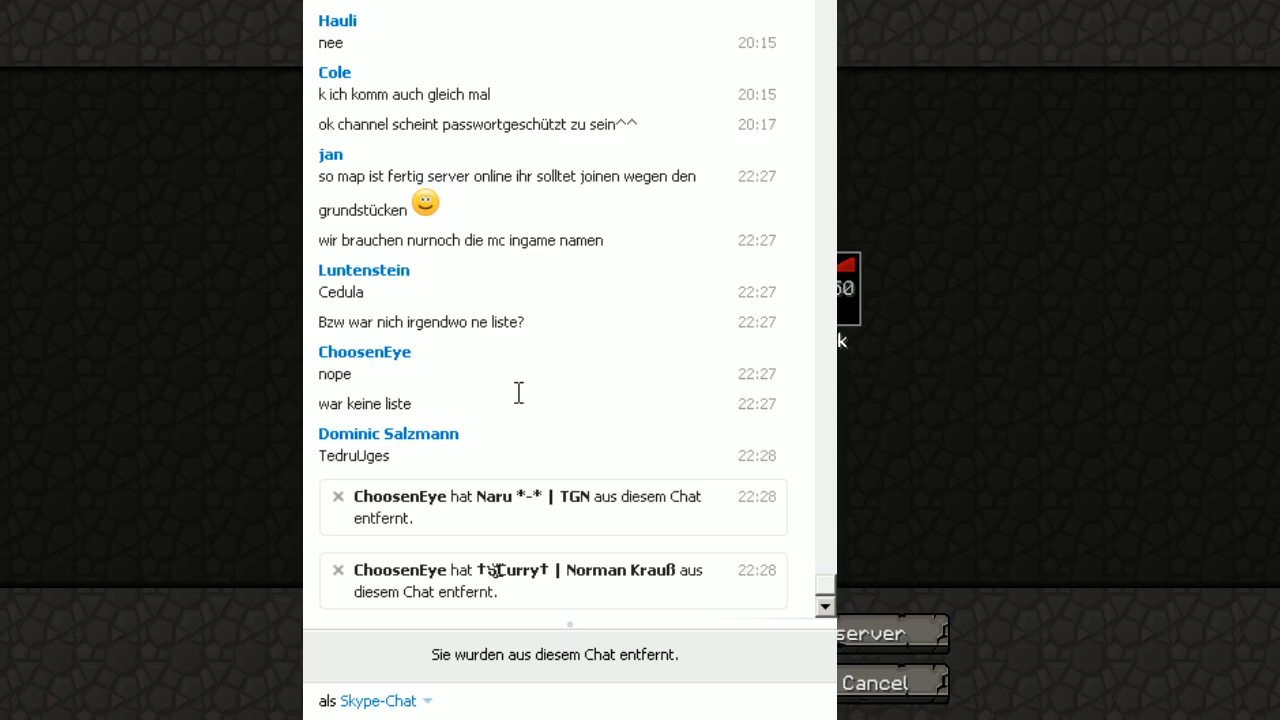 Hauli
nee 20:15
Cole
k ich komm auch gleich mal 20:15
ok channel scheint passwortgeschützt zu sein^^ 20:17
jan
so map ist fertig server online ihr solltet joinen wegen den 22:27
grundstücken
wir brauchen nurnoch die mc ingame namen 22:27
Luntenstein
Cedula 22:27
Bzw war nich irgendwo ne liste? 22:27
ChoosenEye
nope 22:27
war keine liste 22:27
Dominic Salzmann
TedruUges 22:28
ChoosenEye hat Naru *-* | TGN aus diesem Chat 22:28
entfernt.
ChoosenEye hat Curry† | Norman Krauß aus 22:28
diesem Chat entfernt.
Sie wurden aus diesem Chat entfernt.
als Skype-Chat
60
k
server
Cancel